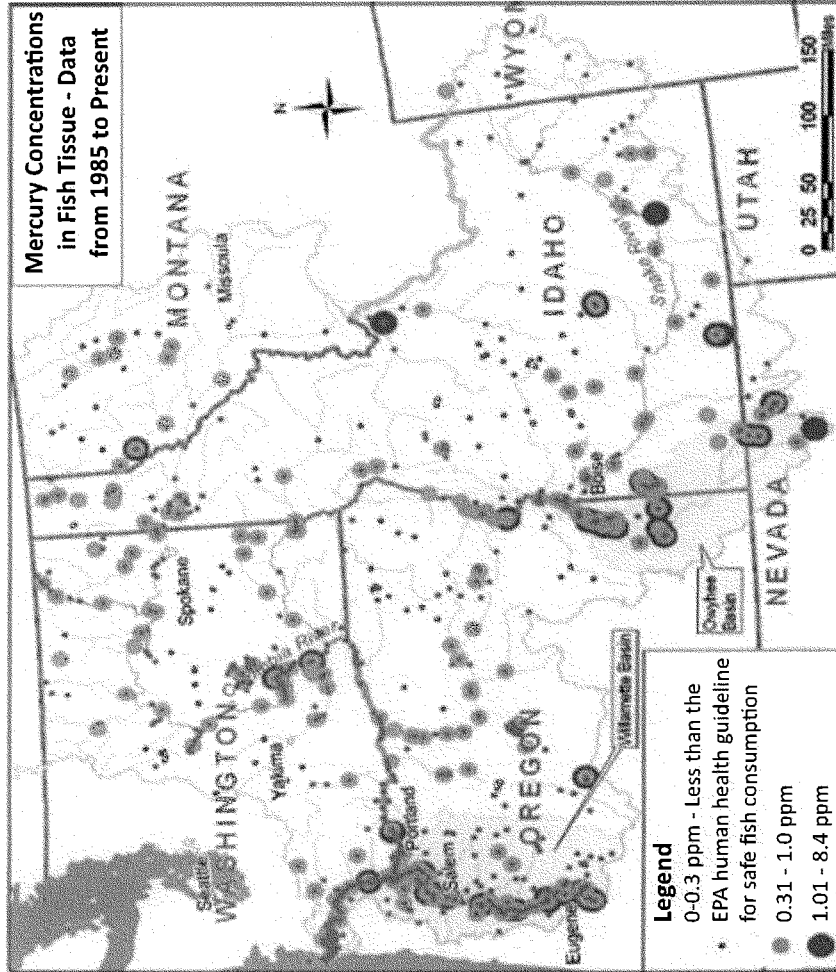 Mercury Concentrations
in Fish Tissue - Data
from 1985 to Present
N
MONTANA
Missoula
WASHINGTON
Seattle
Spokane
Yakima
River
Portland
Salem
OREGON
Eugene
Willamette Basin
IDAHO
Boise
Snake River
WYOM
UTAH
NEVADA
Owyhee
Basin
0 25 50 100 150
Miles
Legend
0-0.3 ppm - Less than the
EPA human health guideline
for safe fish consumption
0.31 - 1.0 ppm
1.01 - 8.4 ppm